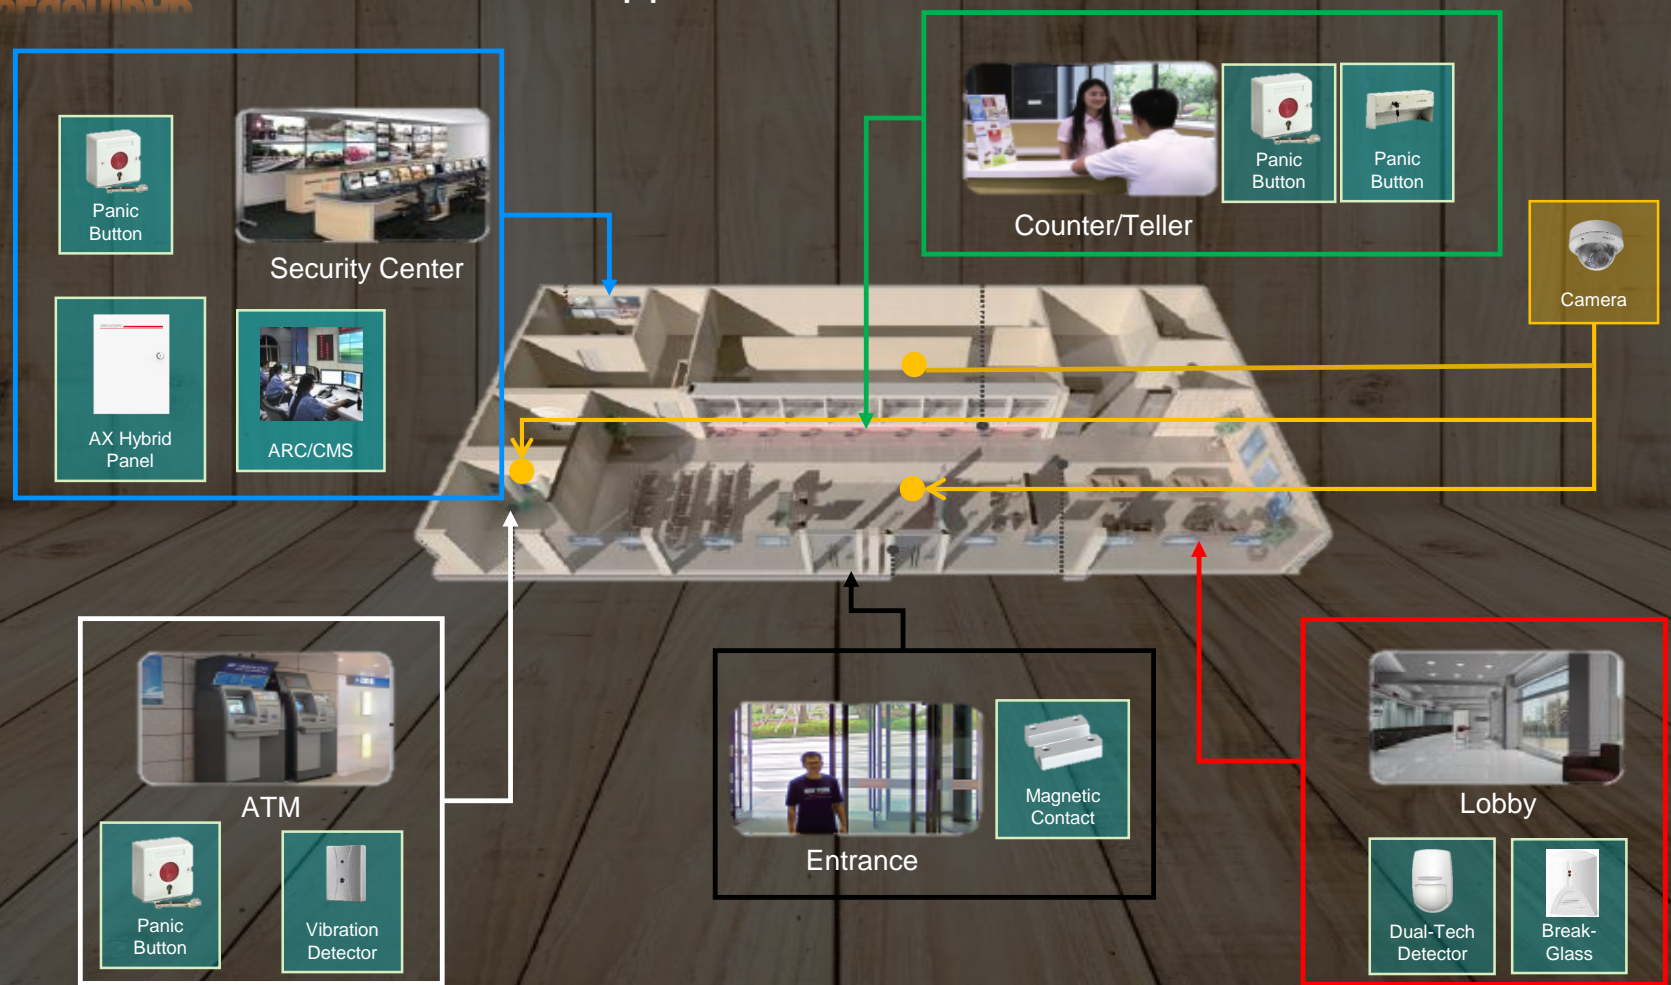 Panic
Button
Security Center
AX Hybrid
Panel
ARC/CMS
Panic
Button
Panic
Button
Counter/Teller
Camera
ATM
Panic
Button
Vibration
Detector
Magnetic
Contact
Entrance
Lobby
Dual-Tech
Detector
Break-
Glass